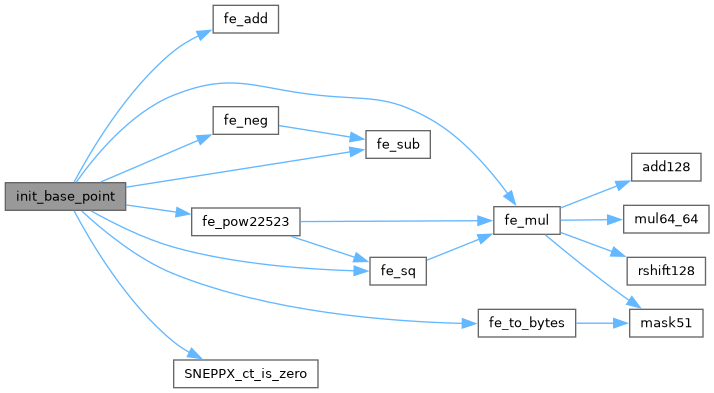 init_base_point
fe_add
fe_neg
fe_sub
fe_pow22523
fe_mul
fe_sq
add128
mul64_64
rshift128
mask51
fe_to_bytes
SNEPPX_ct_is_zero